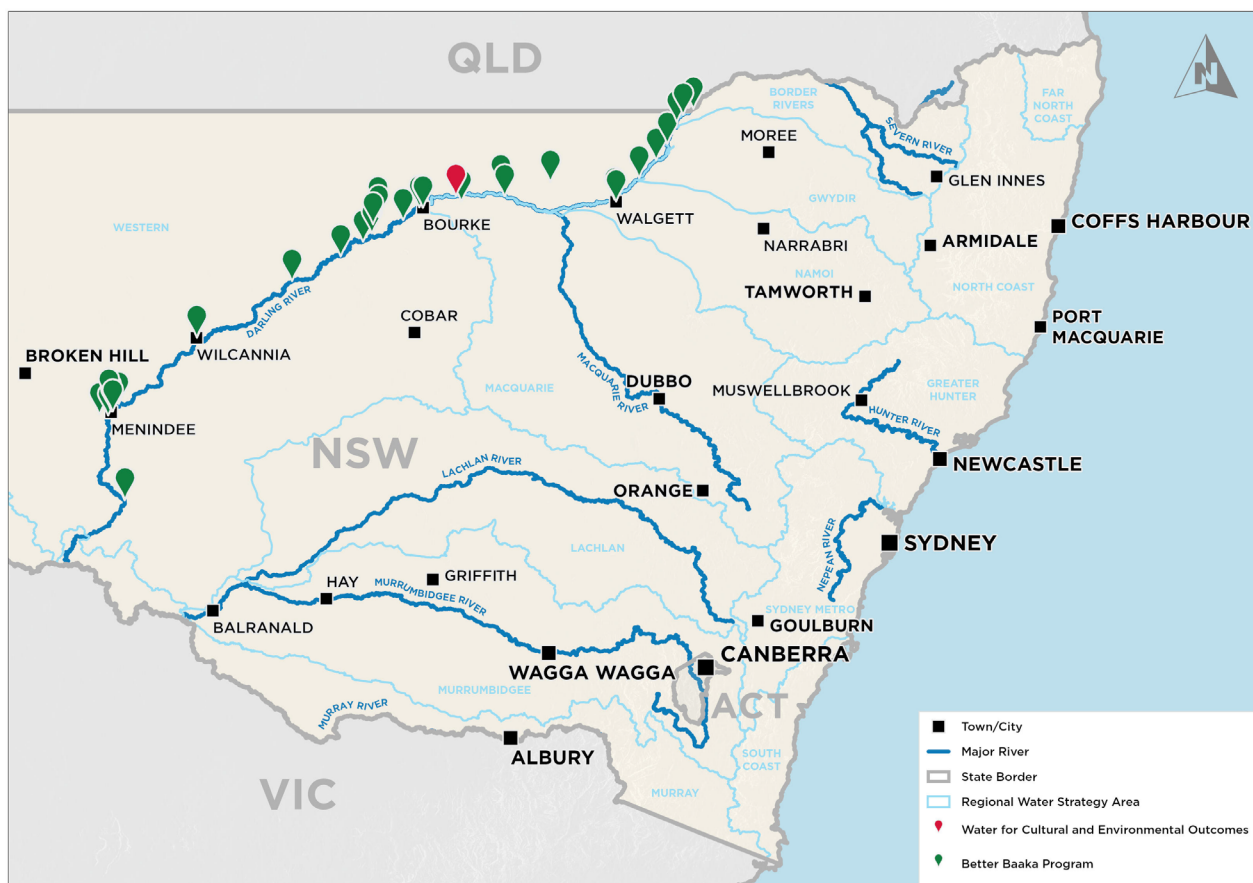 QLD
N
BORDER
RIVERS
FAR
NORTH
COAST
SEVERN RIVER
MOREE
GLEN INNES
GWYDIR
WALGETT
BOURKE
WESTERN
COFFS HARBOUR
NARRABRI
ARMIDALE
NAMOI
TAMWORTH
NORTH COAST
DARLING RIVER
COBAR
PORT
MACQUARIE
WILCANNIA
BROKEN HILL
MACQUARIE
MACQUARIE RIVER
DUBBO
MUSWELLBROOK
GREATER
HUNTER
HUNTER RIVER
MENINDEE
NSW
LACHLAN RIVER
NEWCASTLE
ORANGE
SYDNEY
NEPEAN RIVER
LACHLAN
HAY
GRIFFITH
MURRUMBIDGEE RIVER
SYDNEY METRO
BALRANALD
GOULBURN
CANBERRA
WAGGA WAGGA
MURRUMBIDGEE
ACT
MURRAY RIVER
ALBURY
SOUTH
COAST
VIC
MURRAY
Town/City
Major River
State Border
Regional Water Strategy Area
Water for Cultural and Environmental Outcomes
Better Baaka Program